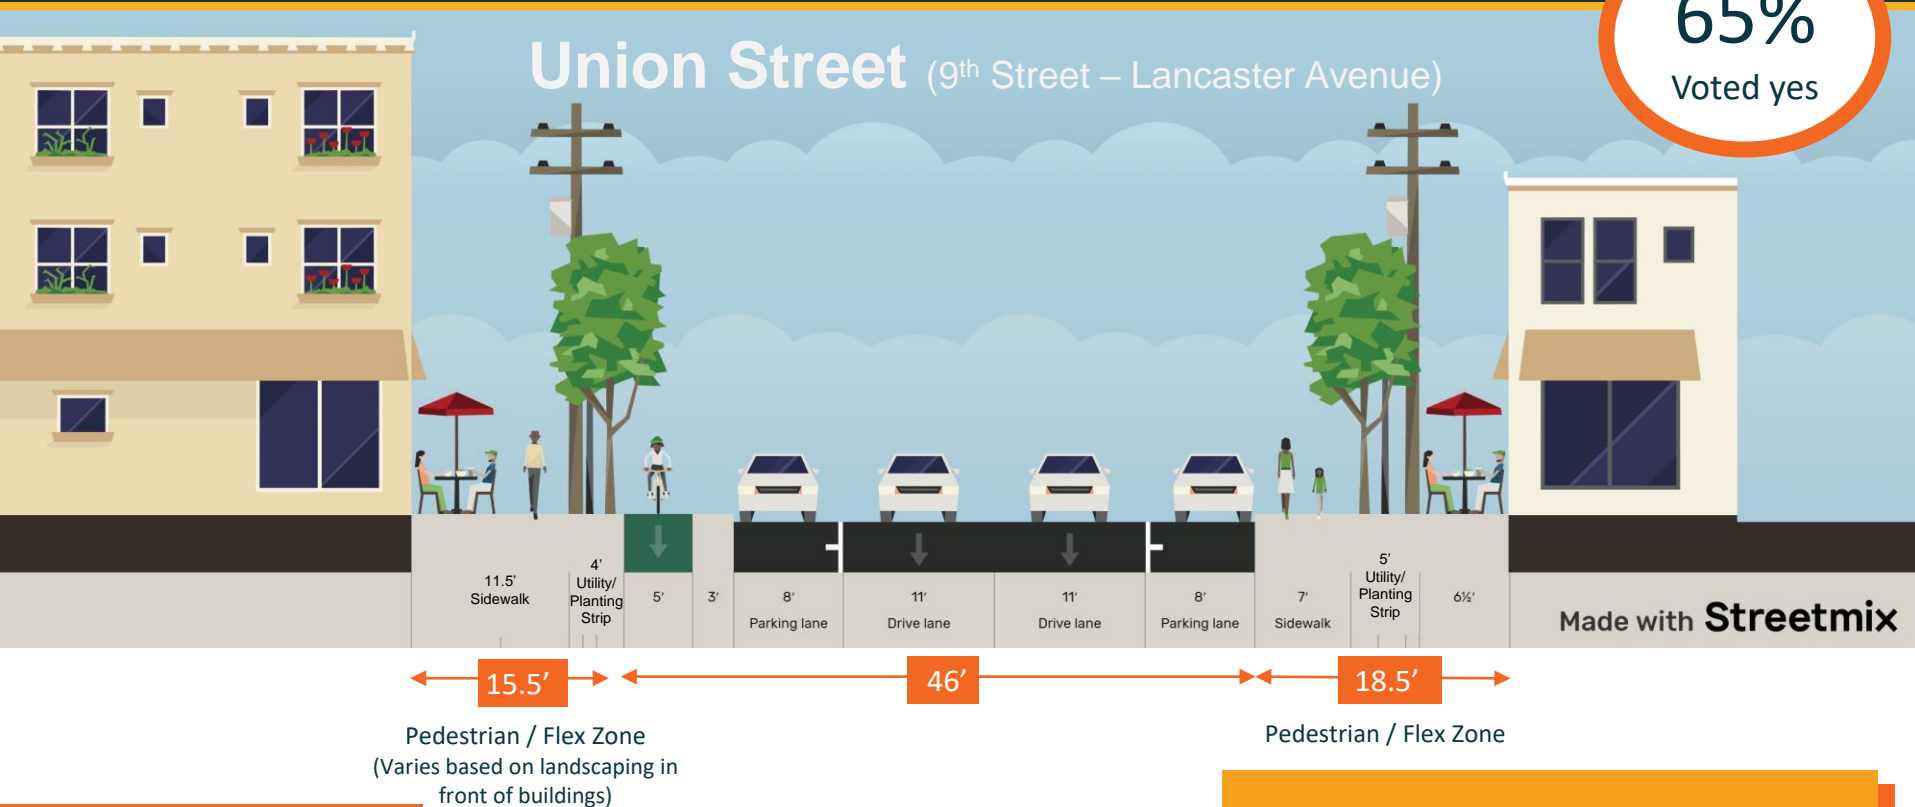 65%
Voted yes
Union Street (9th Street – Lancaster Avenue)
11.5'
Sidewalk
4'
Utility/
Planting
Strip
5'
3'
8'
Parking lane
11'
Drive lane
11'
Drive lane
8'
Parking lane
7'
Sidewalk
5'
Utility/
Planting
Strip
6½'
Made with Streetmix
15.5’
46’
18.5’
Pedestrian / Flex Zone
(Varies based on landscaping in
front of buildings)
Pedestrian / Flex Zone